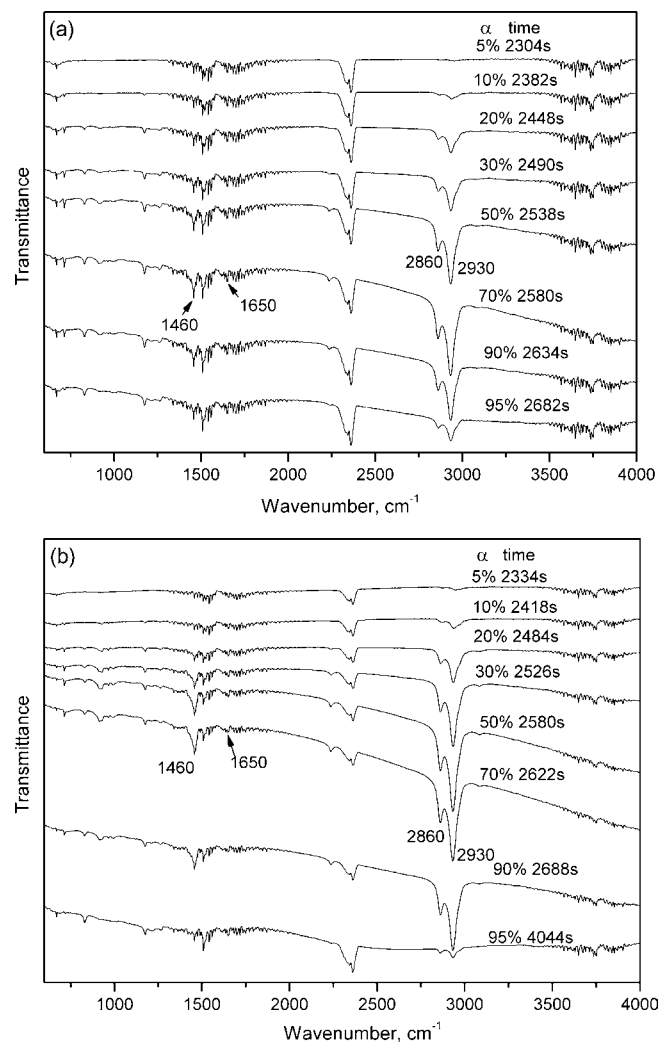 (a)
α time
5% 2304s
10% 2382s
20% 2448s
30% 2490s
50% 2538s
2860
2930
70% 2580s
1460
1650
90% 2634s
95% 2682s
Transmittance
1000 1500 2000 2500 3000 3500 4000
Wavenumber, cm-1
(b)
α time
5% 2334s
10% 2418s
20% 2484s
30% 2526s
50% 2580s
1460
1650
70% 2622s
2860
2930
90% 2688s
95% 4044s
Transmittance
1000 1500 2000 2500 3000 3500 4000
Wavenumber, cm-1